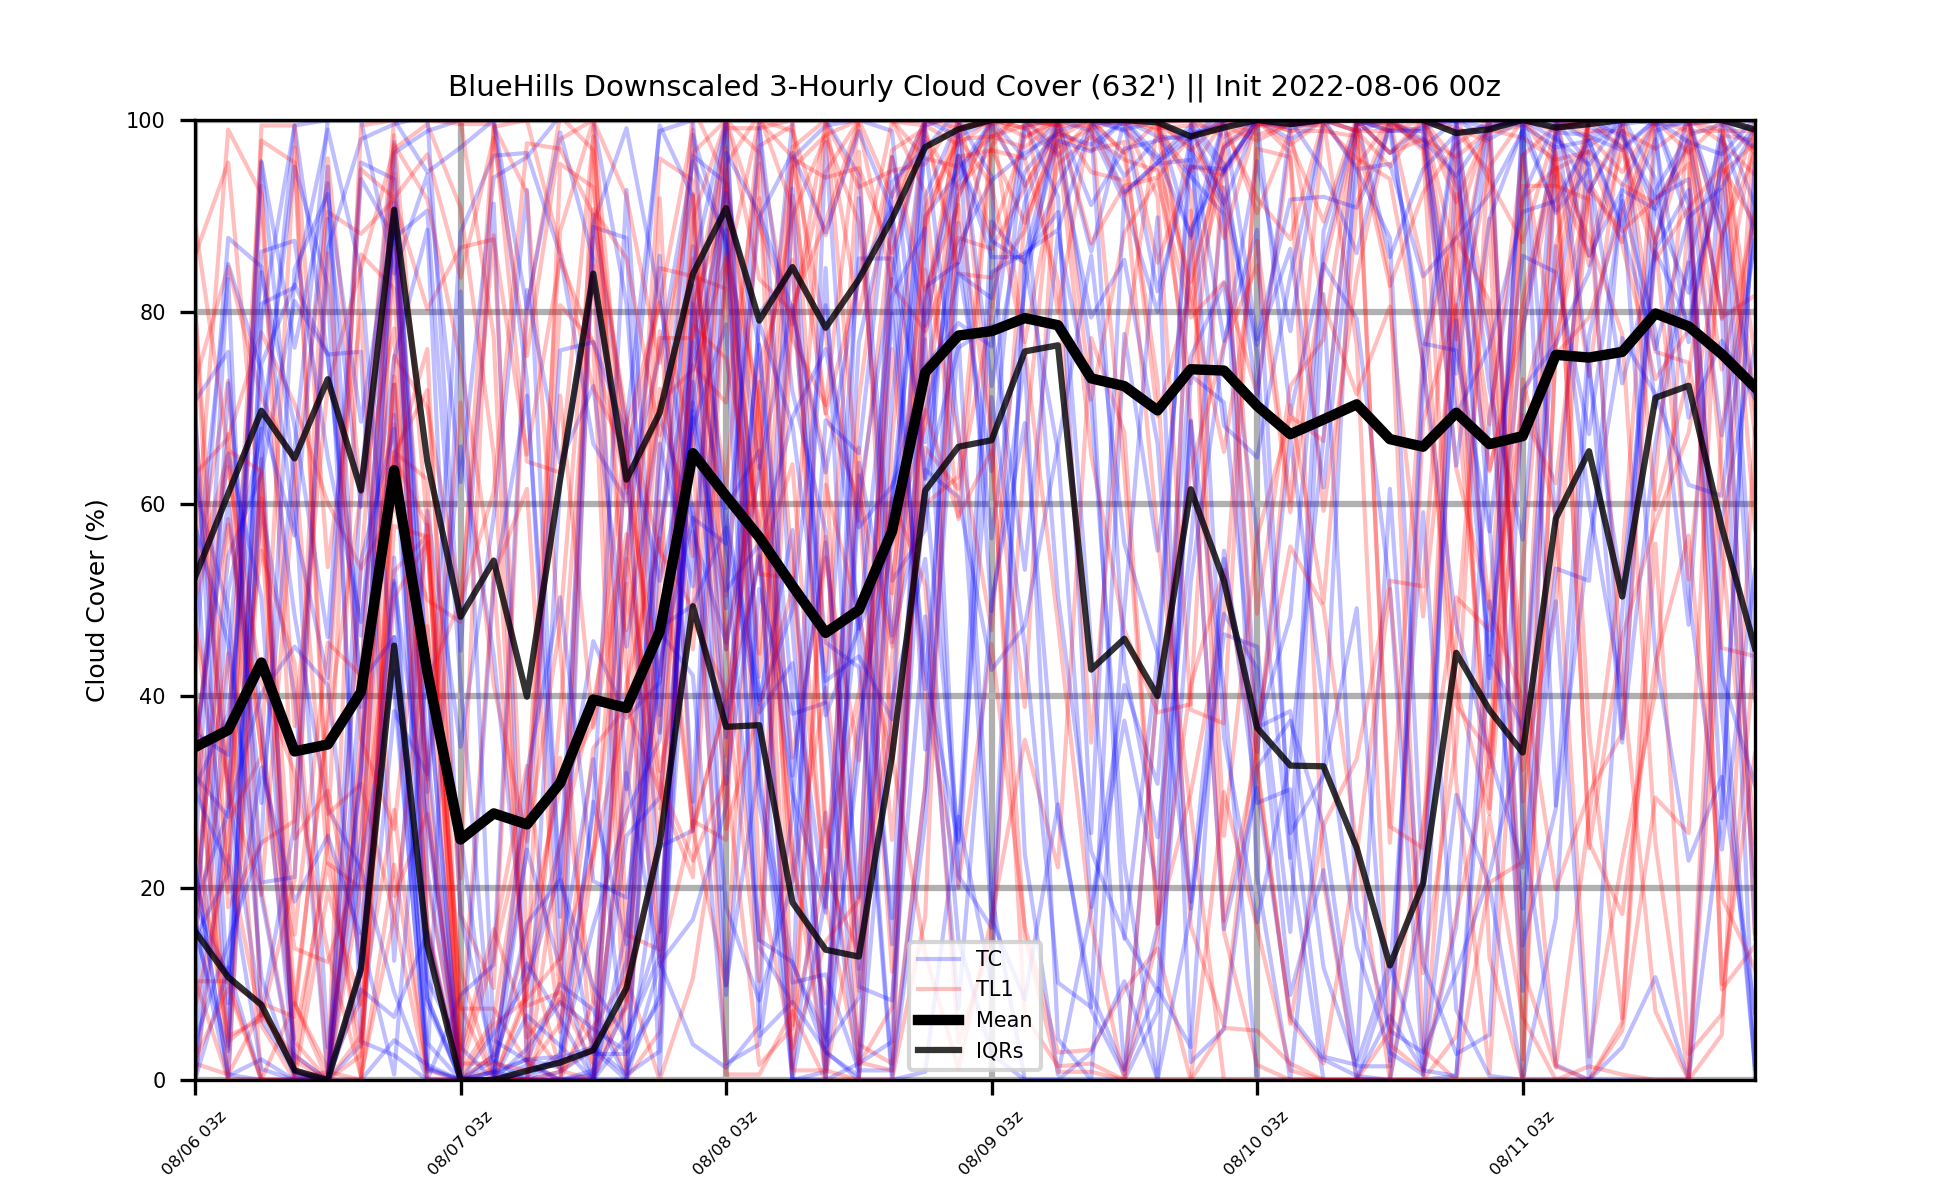 BlueHills Downscaled 3-Hourly Cloud Cover (632') || Init 2022-08-06 00z
Cloud Cover (%)
100
80
60
40
20
0
TC
TL1
Mean
IQRs
08/06 03z
08/07 03z
08/08 03z
08/09 03z
08/10 03z
08/11 03z